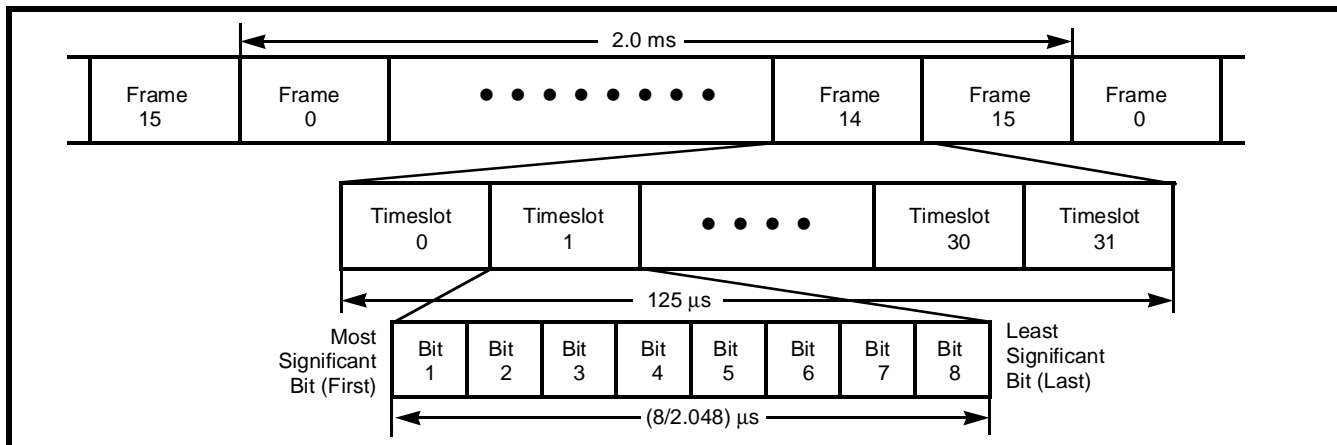 2.0 ms
Frame
15
Frame
0
Frame
14
Frame
15
Frame
0
Timeslot
0
Timeslot
1
Timeslot
30
Timeslot
31
125 μs
Most
Significant
Bit (First)
Bit
1
Bit
2
Bit
3
Bit
4
Bit
5
Bit
6
Bit
7
Bit
8
Least
Significant
Bit (Last)
(8/2.048) μs